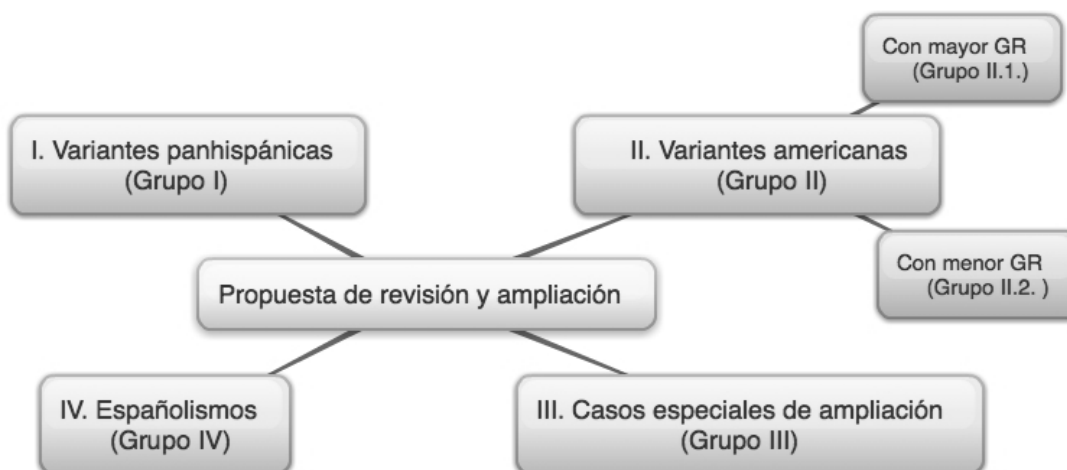 Con mayor GR
(Grupo II.1.)
I. Variantes panhispánicas
(Grupo I)
II. Variantes americanas
(Grupo II)
Con menor GR
(Grupo II.2. )
Propuesta de revisión y ampliación
IV. Españolismos
(Grupo IV)
III. Casos especiales de ampliación
(Grupo III)